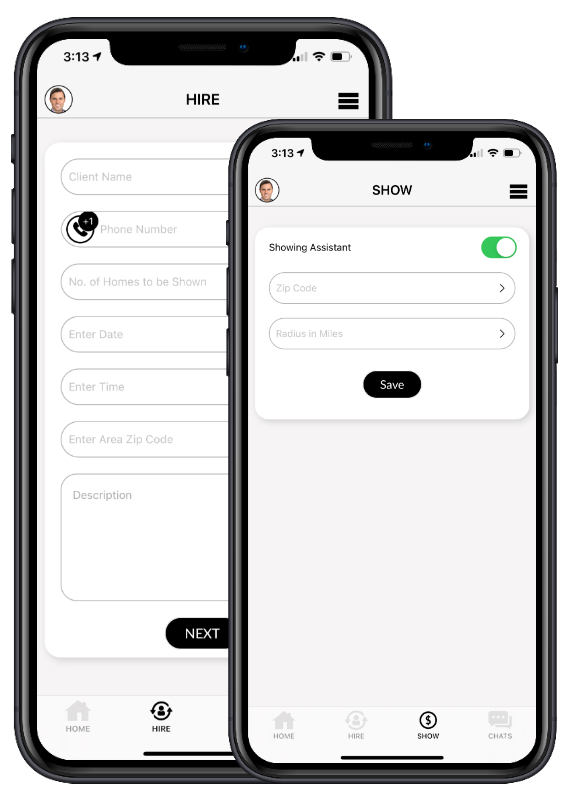 3:13
HIRE
Client Name
+1
Phone Number
No. of Homes to be Shown
Enter Date
Enter Time
Enter Area Zip Code
Description
NEXT
HOME
HIRE
3:13
SHOW
Showing Assistant
Zip Code
Radius in Miles
Save
HOME
HIRE
$
SHOW
CHATS